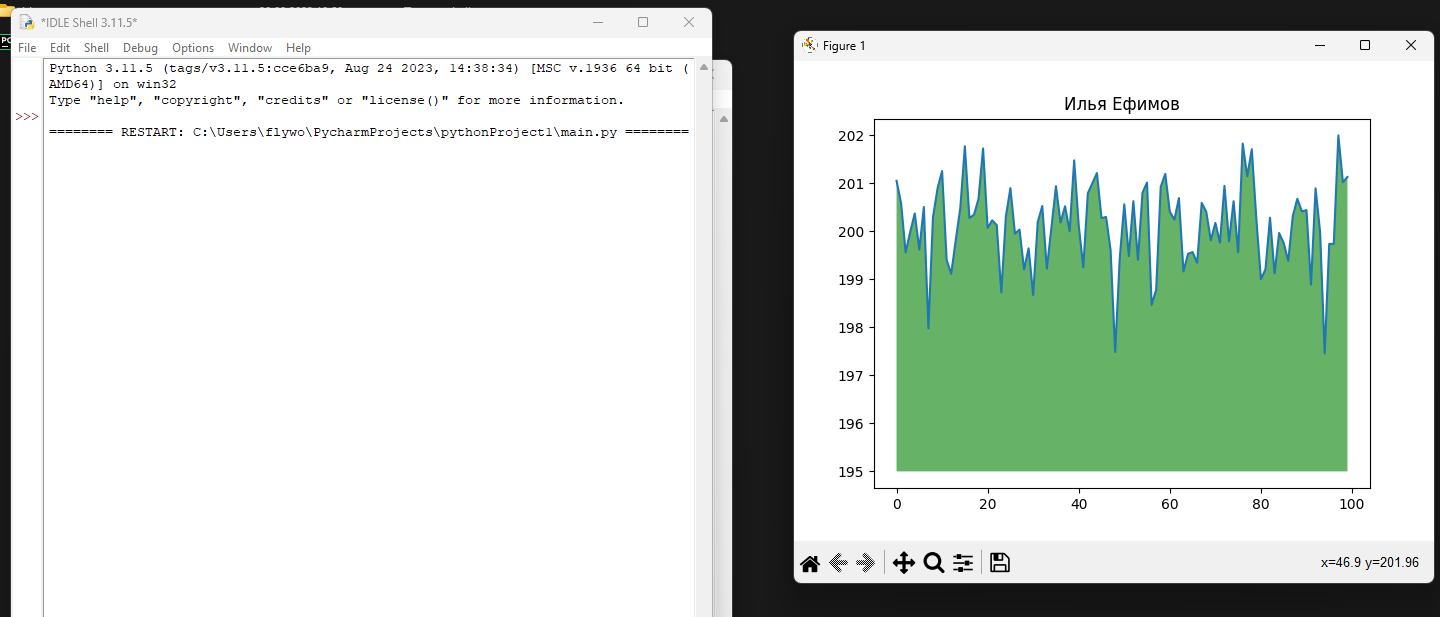 *IDLE Shell 3.11.5*
File Edit Shell Debug Options Window Help
Python 3.11.5 (tags/v3.11.5:cce6ba9, Aug 24 2023, 14:38:34) [MSC v.1936 64 bit (
AMD64)] on win32
Type "help", "copyright", "credits" or "license()" for more information.
>>>
======== RESTART: C:\Users\flywo\PycharmProjects\pythonProject1\main.py ========
Figure 1
Илья Ефимов
202
201
200
199
198
197
196
195
0 20 40 60 80 100
x=46.9 y=201.96